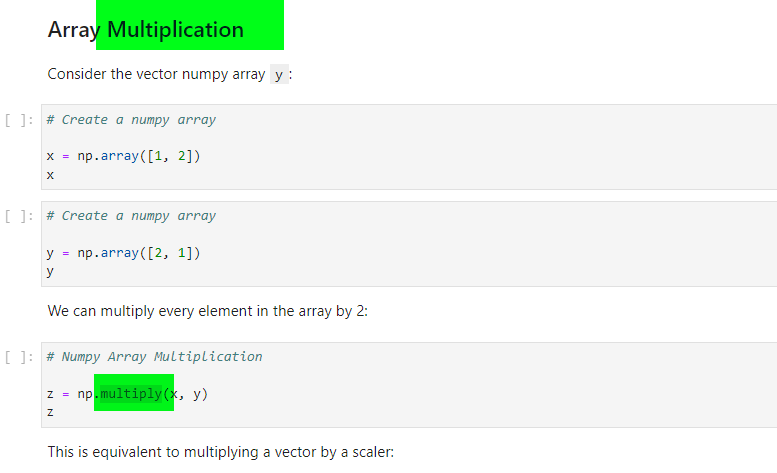 Array Multiplication
Consider the vector numpy array y:
[ ]: # Create a numpy array
x = np.array([1, 2])
x
[ ]: # Create a numpy array
y = np.array([2, 1])
y
We can multiply every element in the array by 2:
[ ]: # Numpy Array Multiplication
z = np.multiply(x, y)
z
This is equivalent to multiplying a vector by a scaler: